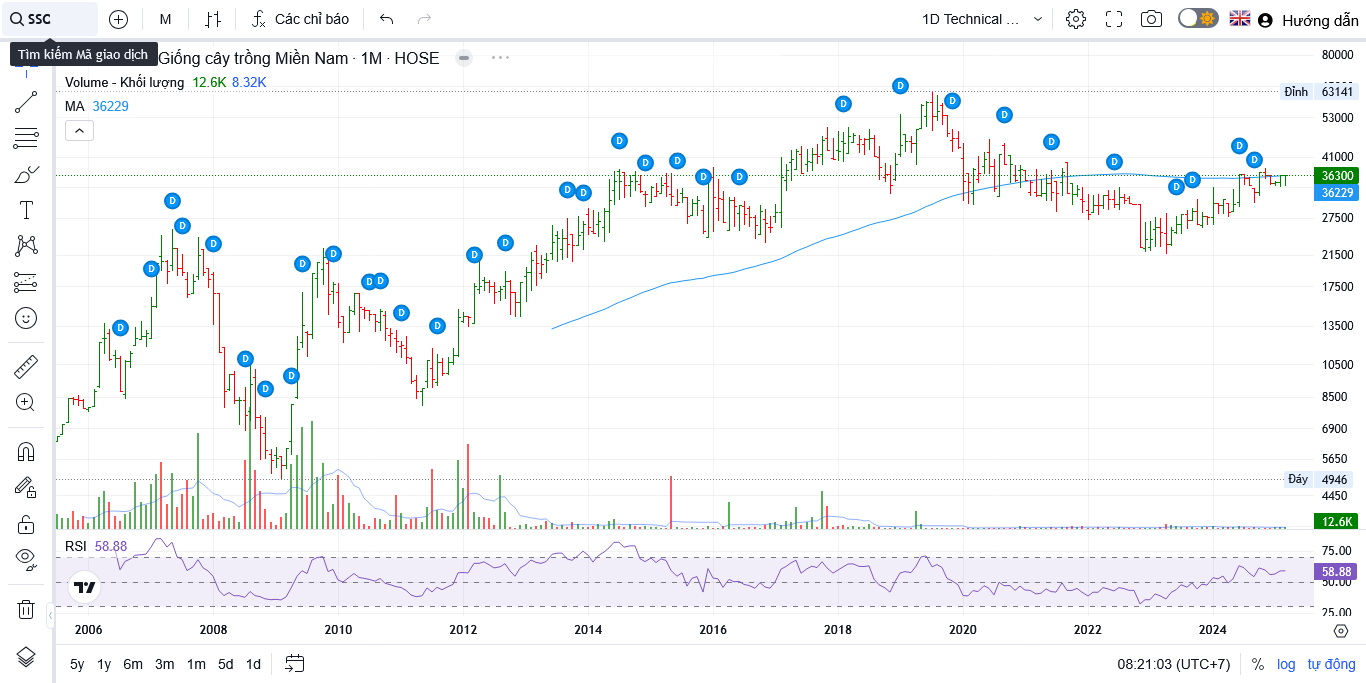 SSC
M
Các chỉ báo
1D Technical ...
Hướng dẫn
Tìm kiếm Mã giao dịch
Giống cây trồng Miền Nam · 1M · HOSE
Volume - Khối lượng 12.6K 8.32K
MA 36229
80000
Đỉnh 63141
53000
41000
36300
36229
27500
21500
17500
13500
10500
8500
6900
5650
Đáy 4946
4450
12.6K
D D D D D D D D D D D D D D D D D D D D D D D D D D D D D D D D D D
RSI 58.88
75.00
58.88
50.00
25.00
2006 2008 2010 2012 2014 2016 2018 2020 2022 2024
5y 1y 6m 3m 1m 5d 1d
08:21:03 (UTC+7) % log tự động